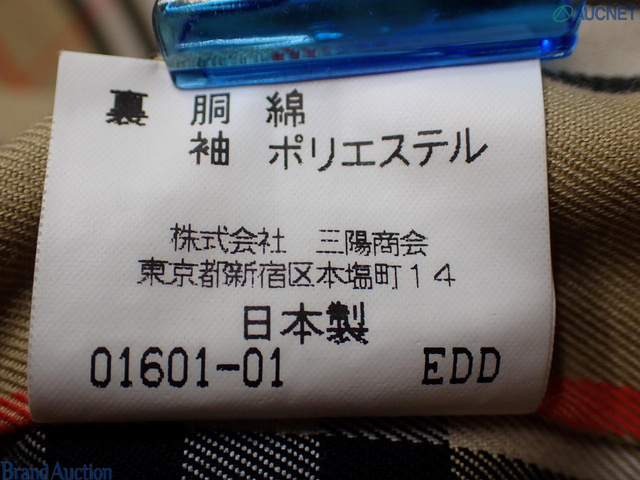 AUCNET
裏 胴 綿
袖 ポリエステル
株式会社 三陽商会
東京都新宿区本塩町14
日本製
01601-01 EDD
Brand Auction